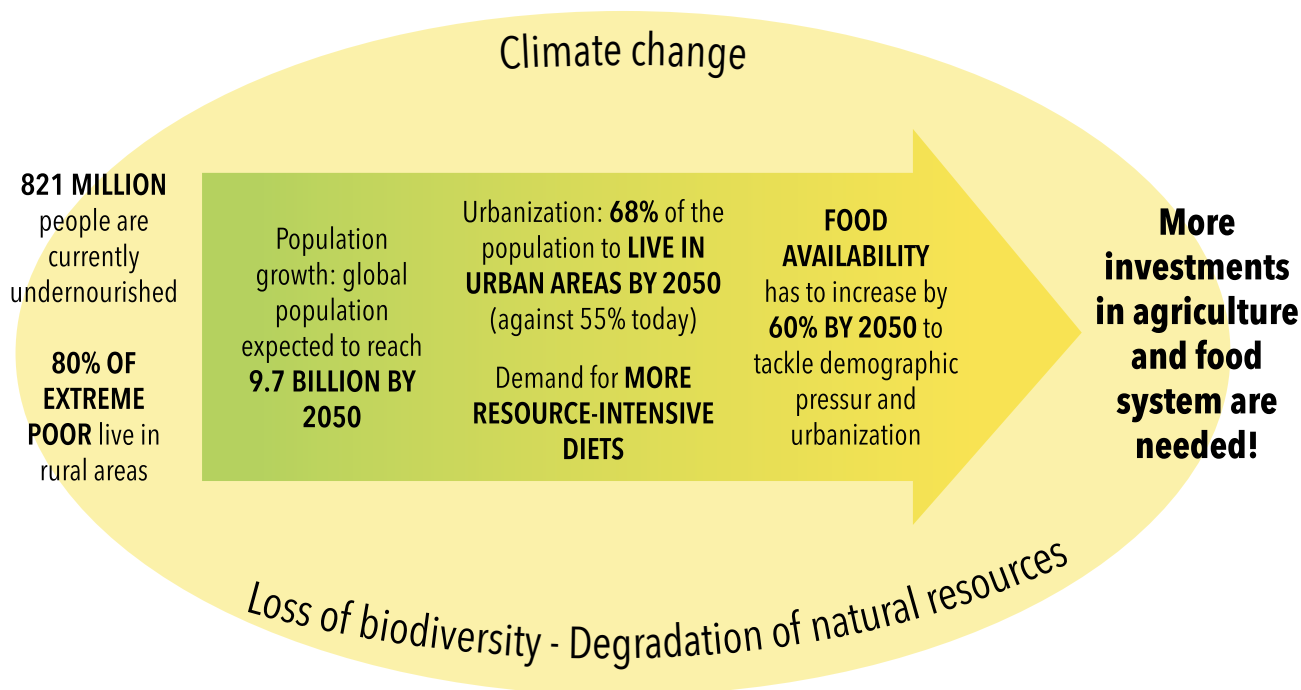 Climate change
821 MILLION
people are
currently
undernourished
80% OF
EXTREME
POOR live in
rural areas
Population
growth: global
population
expected to reach
9.7 BILLION BY
2050
Urbanization: 68% of the
population to LIVE IN
URBAN AREAS BY 2050
(against 55% today)
Demand for MORE
RESOURCE-INTENSIVE
DIETS
FOOD
AVAILABILITY
has to increase by
60% BY 2050 to
tackle demographic
pressur and
urbanization
More
investments
in agriculture
and food
system are
needed!
Loss of biodiversity - Degradation of natural resources